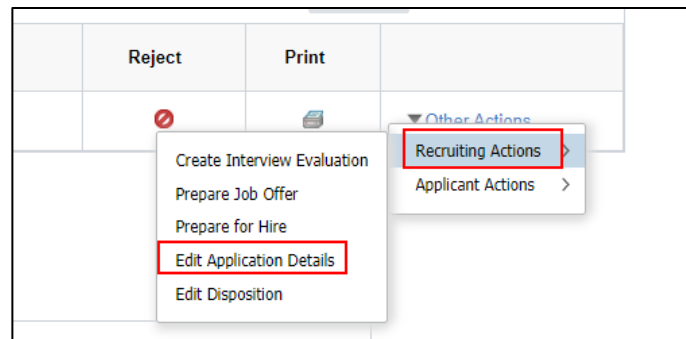 Reject Print
Other Actions
Recruiting Actions
Applicant Actions
Create Interview Evaluation
Prepare Job Offer
Prepare for Hire
Edit Application Details
Edit Disposition